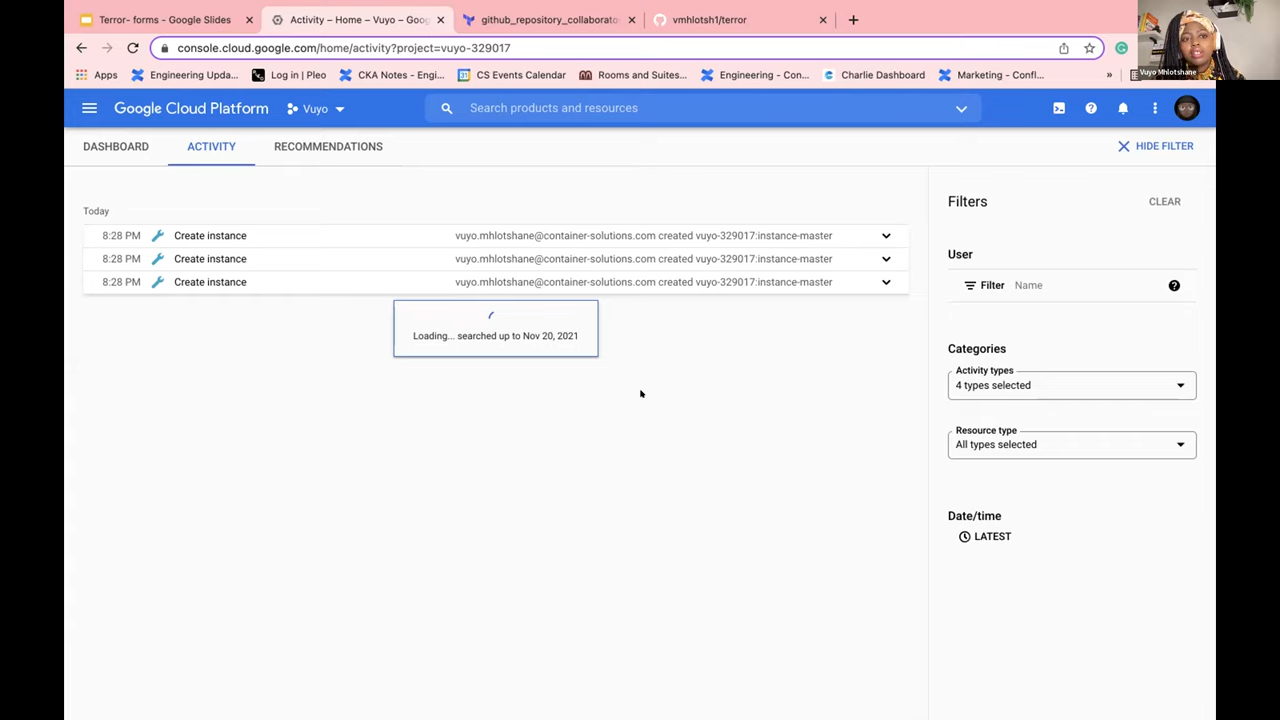 Terror- forms - Google Slides
Activity – Home – Vuyo – Goo
github_repository_collaborato
vmhlotsh1/terror
console.cloud.google.com/home/activity?project=vuyo-329017
Apps
Engineering Upda...
Log in | Pleo
CKA Notes - Engi...
CS Events Calendar
Rooms and Suites...
Engineering - Con...
Charlie Dashboard
Marketing - Confl...
»
Vuyo Mhlotshane
Google Cloud Platform
Vuyo
Search products and resources
DASHBOARD
ACTIVITY
RECOMMENDATIONS
HIDE FILTER
Today
8:28 PM Create instance vuyo.mhlotshane@container-solutions.com created vuyo-329017:instance-master
8:28 PM Create instance vuyo.mhlotshane@container-solutions.com created vuyo-329017:instance-master
8:28 PM Create instance vuyo.mhlotshane@container-solutions.com created vuyo-329017:instance-master
Loading... searched up to Nov 20, 2021
Filters
CLEAR
User
Filter Name
Categories
Activity types
4 types selected
Resource type
All types selected
Date/time
LATEST